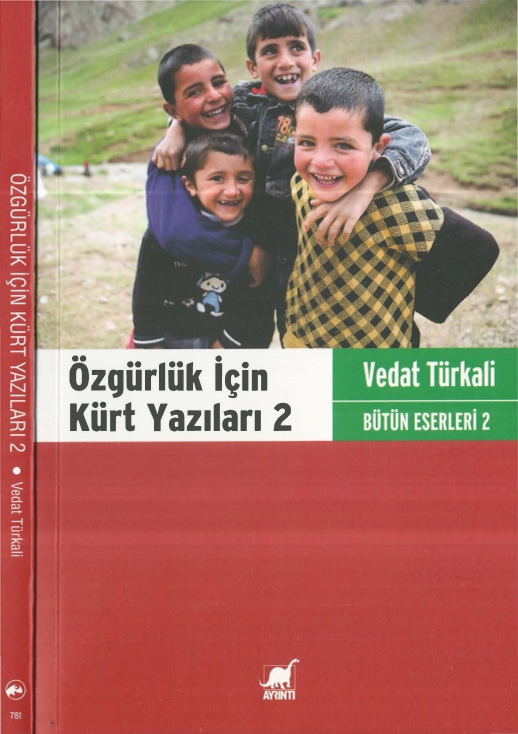 Özgürlük İçin
Kürt Yazıları 2
Vedat Türkali
BÜTÜN ESERLERİ 2
AYRINTI
ÖZGÜRLÜK İÇİN KÜRT YAZILARI 2 • Vedat Türkali
781